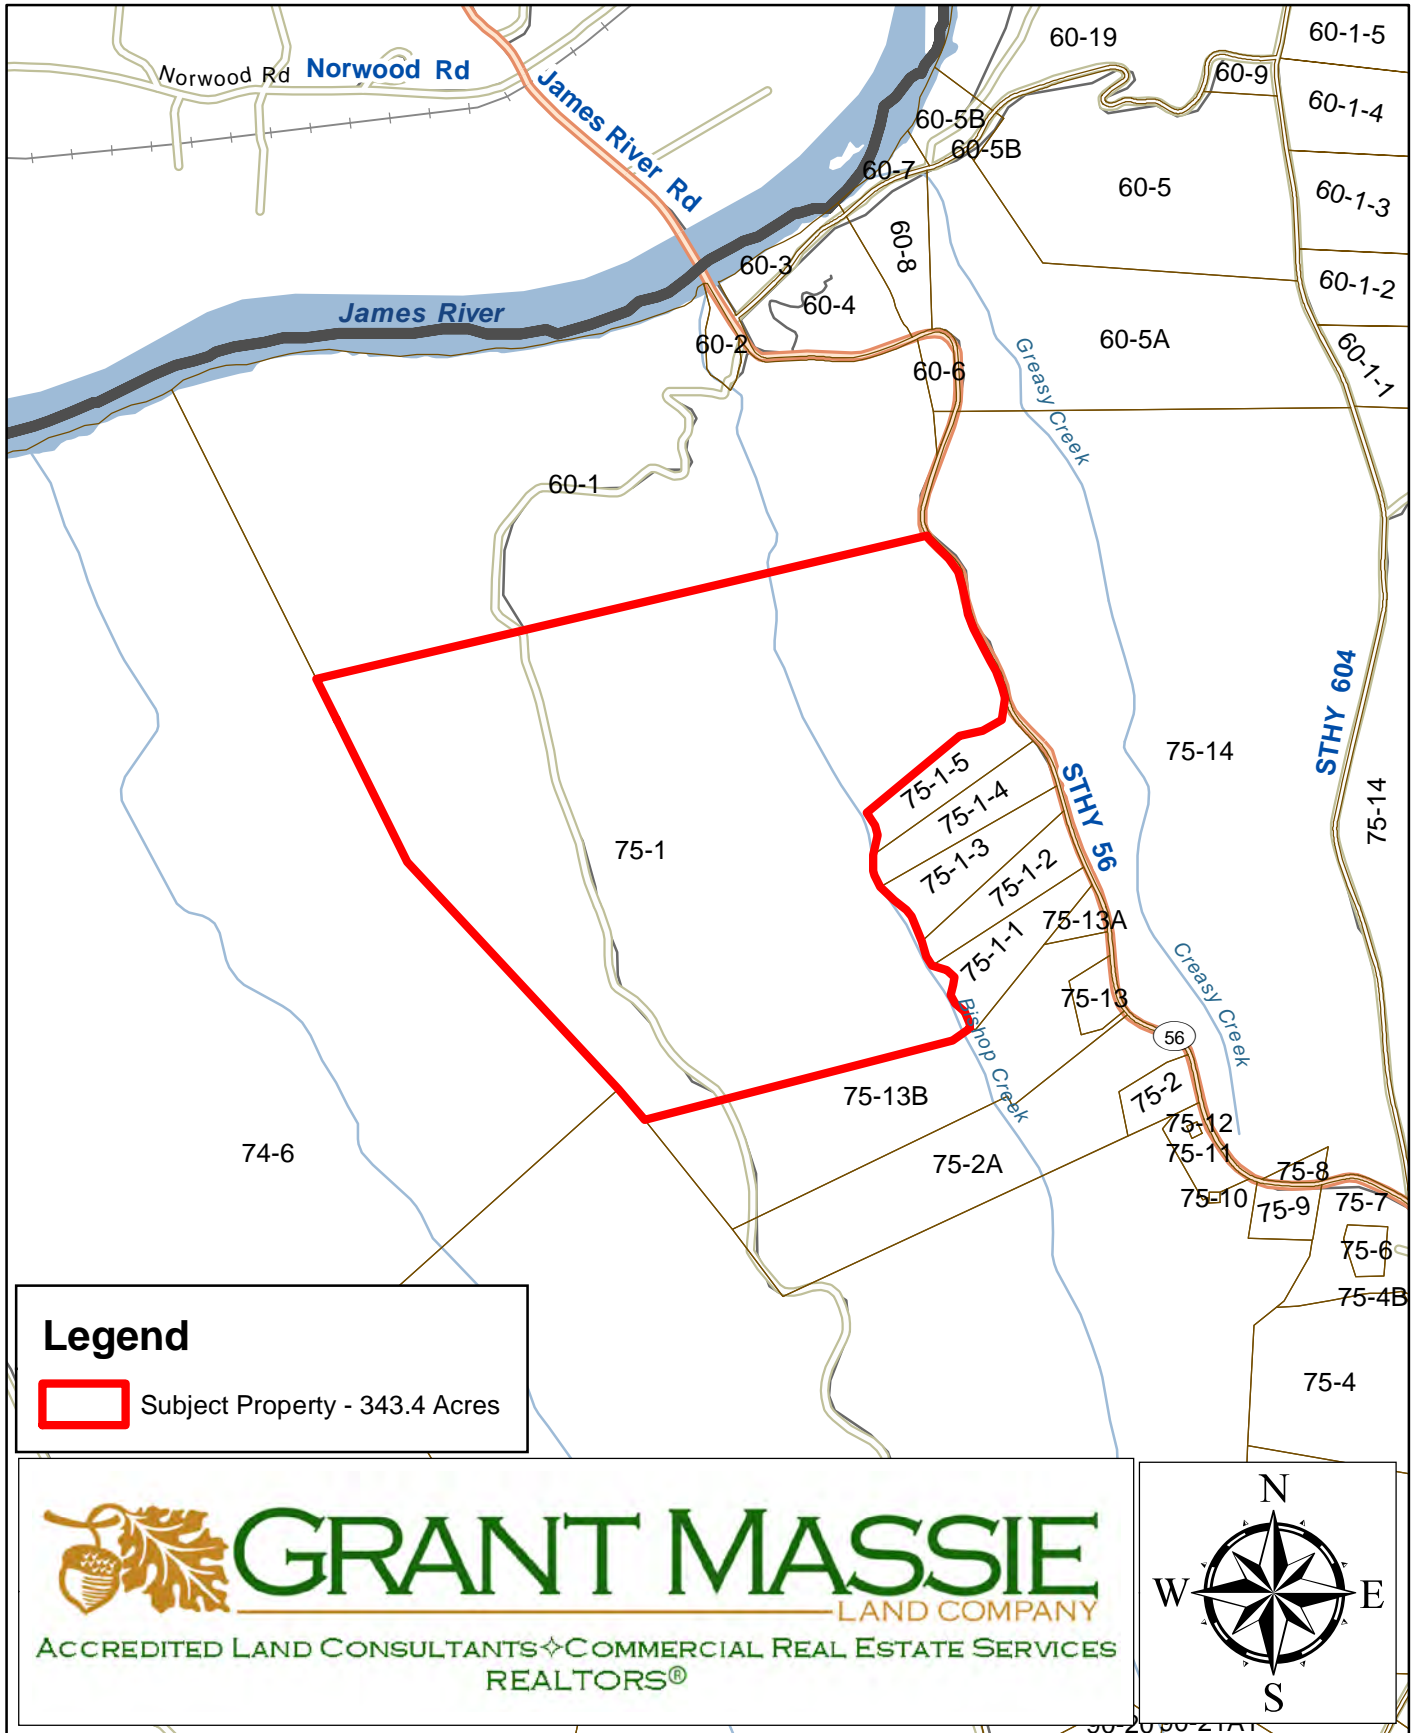 60-19
60-1-5
Norwood Rd
Norwood Rd
60-9
60-1-4
James River Rd
60-5B
60-5B
60-7
60-5
60-1-3
60-8
60-3
60-1-2
James River
60-4
60-2
60-5A
60-1-1
60-6
Greasy Creek
60-1
STHY 604
75-14
75-14
75-1-5
STHY 56
75-1-4
75-1
75-1-3
75-1-2
75-13A
75-1-1
Creasy Creek
75-13
Bishop Creek
56
75-13B
75-2
75-12
74-6
75-11
75-2A
75-8
75-10
75-9
75-7
75-6
75-4B
Legend
75-4
Subject Property - 343.4 Acres
GRANT MASSIE
LAND COMPANY
ACCREDITED LAND CONSULTANTS✧COMMERCIAL REAL ESTATE SERVICES
REALTORS®
N
W
E
S